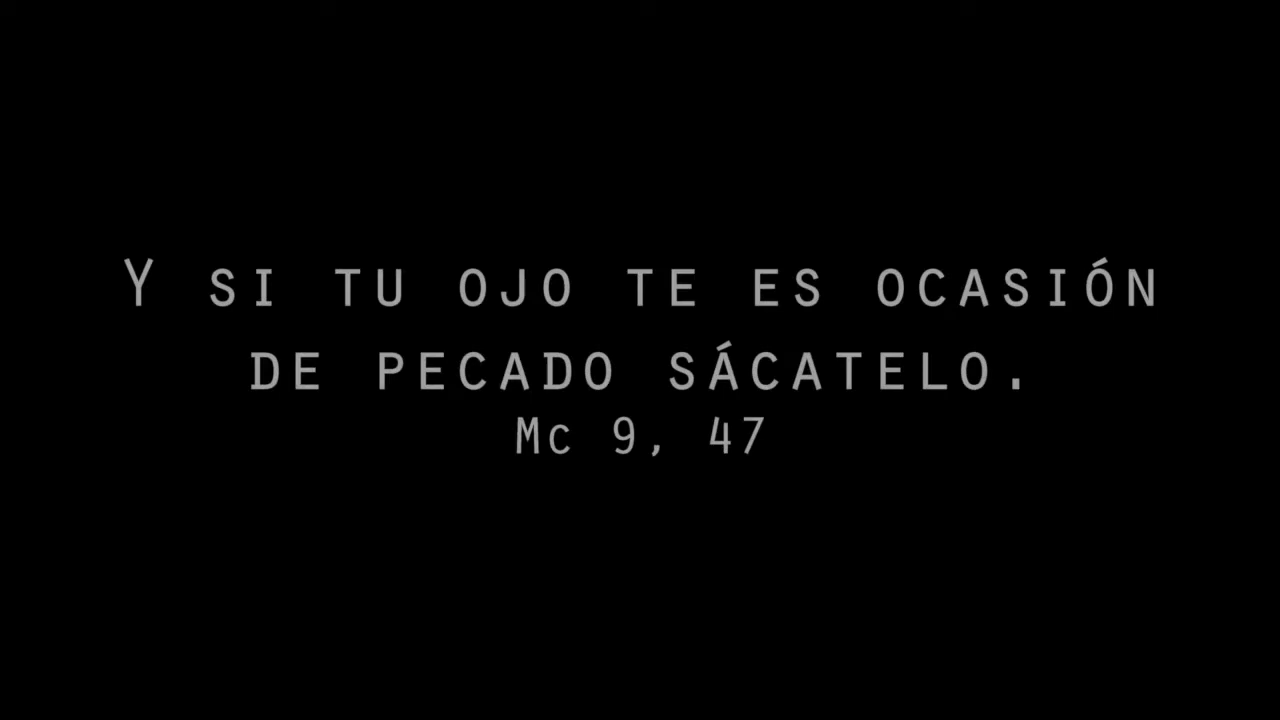 Y SI TU OJO TE ES OCASIÓN
DE PECADO SÁCATELO.
Mc 9, 47